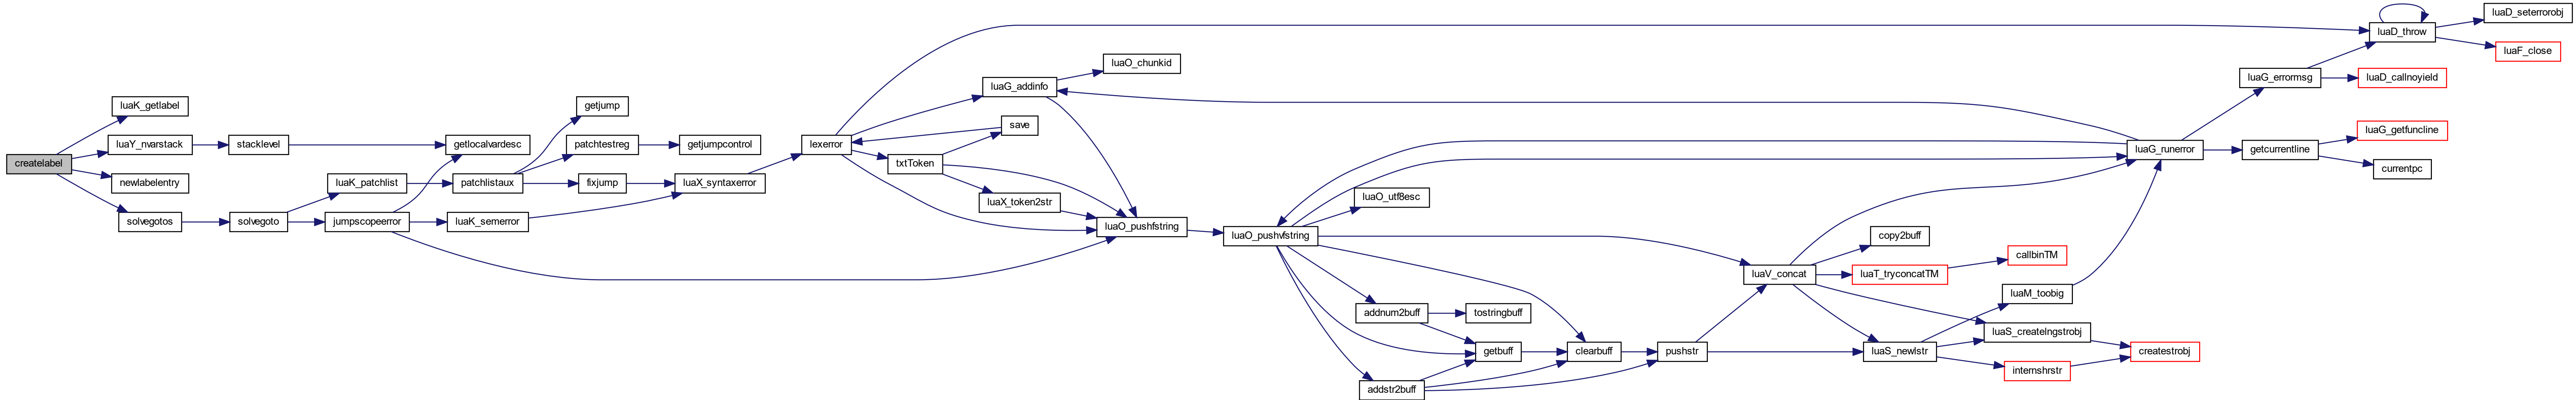 createlabel
luaK_getlabel
luaY_nvarstack
newlabelentry
solvegotos
stacklevel
solvegoto
luaK_patchlist
jumpscopeerror
getlocalvardesc
patchlistaux
luaK_semerror
getjump
patchtestreg
fixjump
getjumpcontrol
luaX_syntaxerror
lexerror
txtToken
luaG_addinfo
save
luaX_token2str
luaO_chunkid
luaO_pushfstring
luaO_pushvfstring
luaO_utf8esc
addnum2buff
addstr2buff
tostringbuff
getbuff
clearbuff
pushstr
luaV_concat
copy2buff
luaT_tryconcatTM
luaS_newlstr
callbinTM
luaM_toobig
luaS_createlngstrobj
internshrstr
createstrobj
luaG_runerror
luaG_errormsg
getcurrentline
luaD_throw
luaD_callnoyield
luaG_getfuncline
currentpc
luaD_seterrorobj
luaF_close